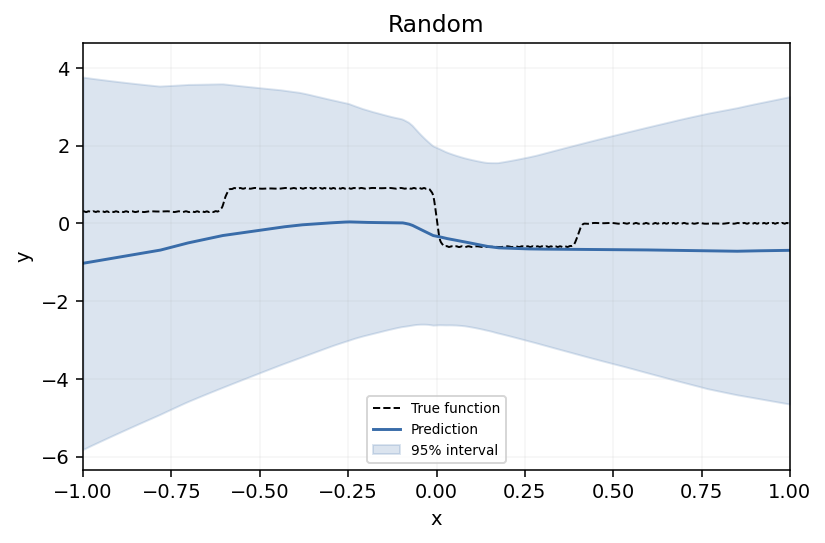 Random
4
2
0
−2
−4
−6
y
True function
Prediction
95% interval
−1.00 −0.75 −0.50 −0.25 0.00 0.25 0.50 0.75 1.00
x